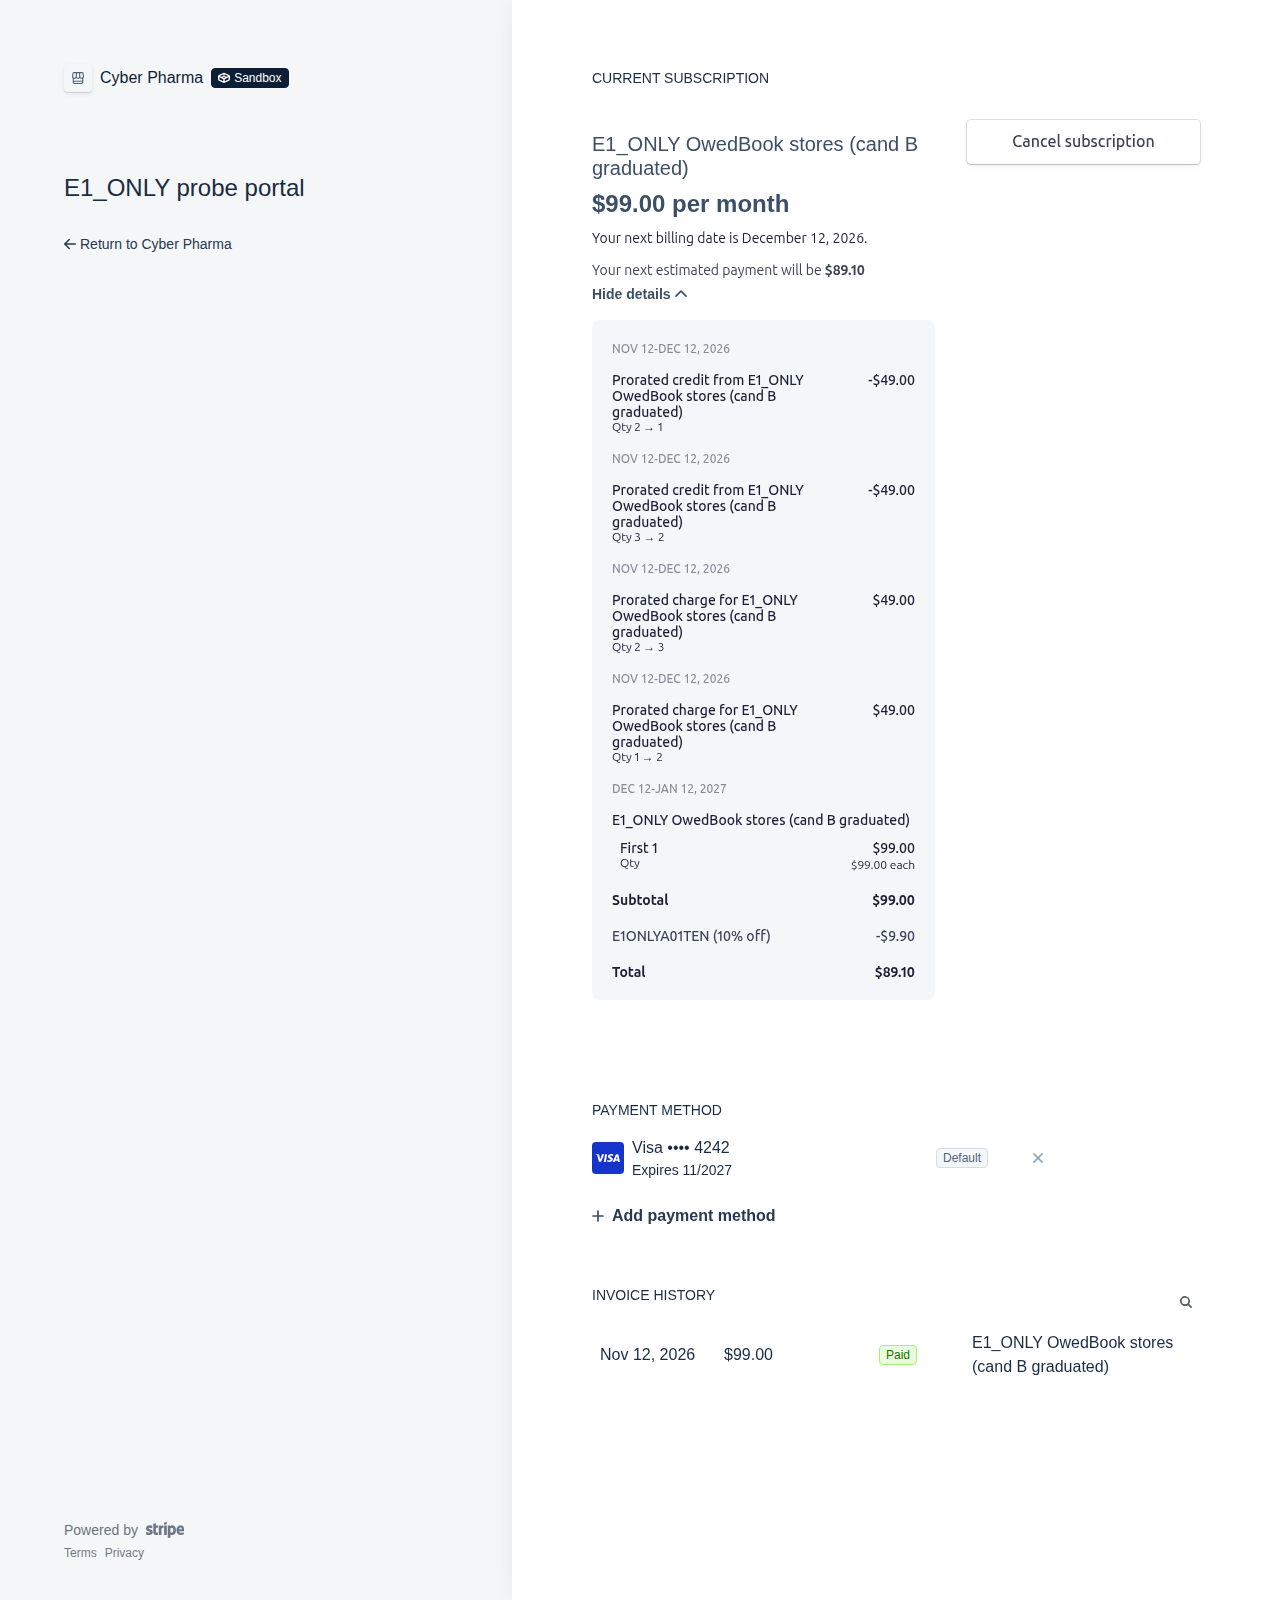 Cyber Pharma
Sandbox
E1_ONLY probe portal
Return to Cyber Pharma
Powered by stripe
Terms Privacy
CURRENT SUBSCRIPTION
E1_ONLY OwedBook stores (cand B
graduated)
Cancel subscription
$99.00 per month
Your next billing date is December 12, 2026.
Your next estimated payment will be $89.10
Hide details
NOV 12-DEC 12, 2026
Prorated credit from E1_ONLY -$49.00
OwedBook stores (cand B
graduated)
Qty 2 → 1
NOV 12-DEC 12, 2026
Prorated credit from E1_ONLY -$49.00
OwedBook stores (cand B
graduated)
Qty 3 → 2
NOV 12-DEC 12, 2026
Prorated charge for E1_ONLY $49.00
OwedBook stores (cand B
graduated)
Qty 2 → 3
NOV 12-DEC 12, 2026
Prorated charge for E1_ONLY $49.00
OwedBook stores (cand B
graduated)
Qty 1 → 2
DEC 12-JAN 12, 2027
E1_ONLY OwedBook stores (cand B graduated)
First 1 $99.00
Qty $99.00 each
Subtotal $99.00
E1ONLYA01TEN (10% off) -$9.90
Total $89.10
PAYMENT METHOD
VISA
Visa •••• 4242
Expires 11/2027
Default
Add payment method
INVOICE HISTORY
Nov 12, 2026 $99.00 Paid
E1_ONLY OwedBook stores
(cand B graduated)